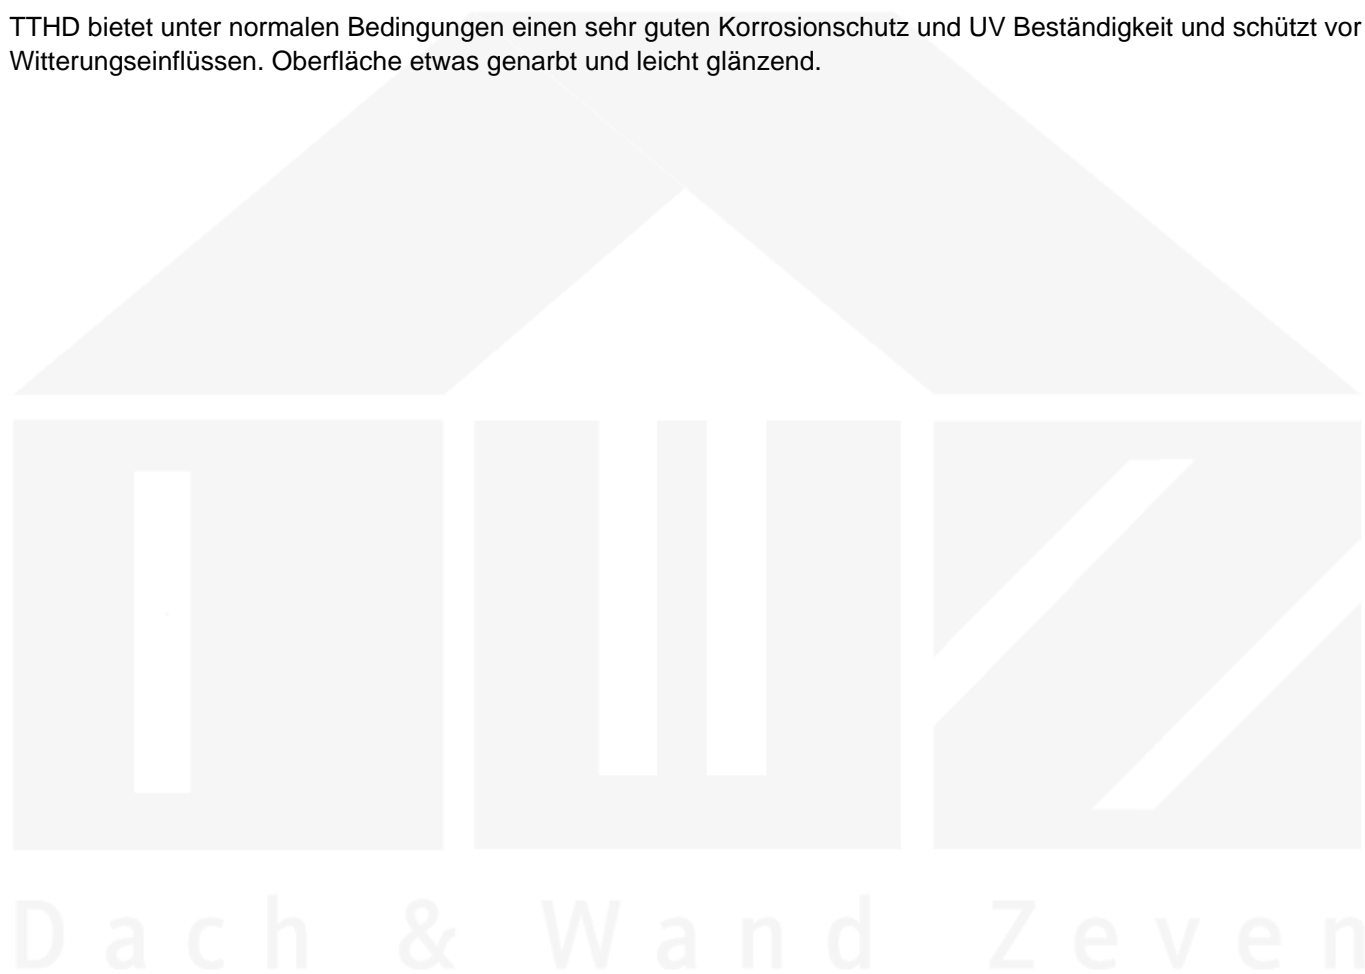 TTHD bietet unter normalen Bedingungen einen sehr guten Korrosionschutz und UV Beständigkeit und schützt vor
Witterungseinflüssen. Oberfläche etwas genarbt und leicht glänzend.
Dach & Wand Zeven